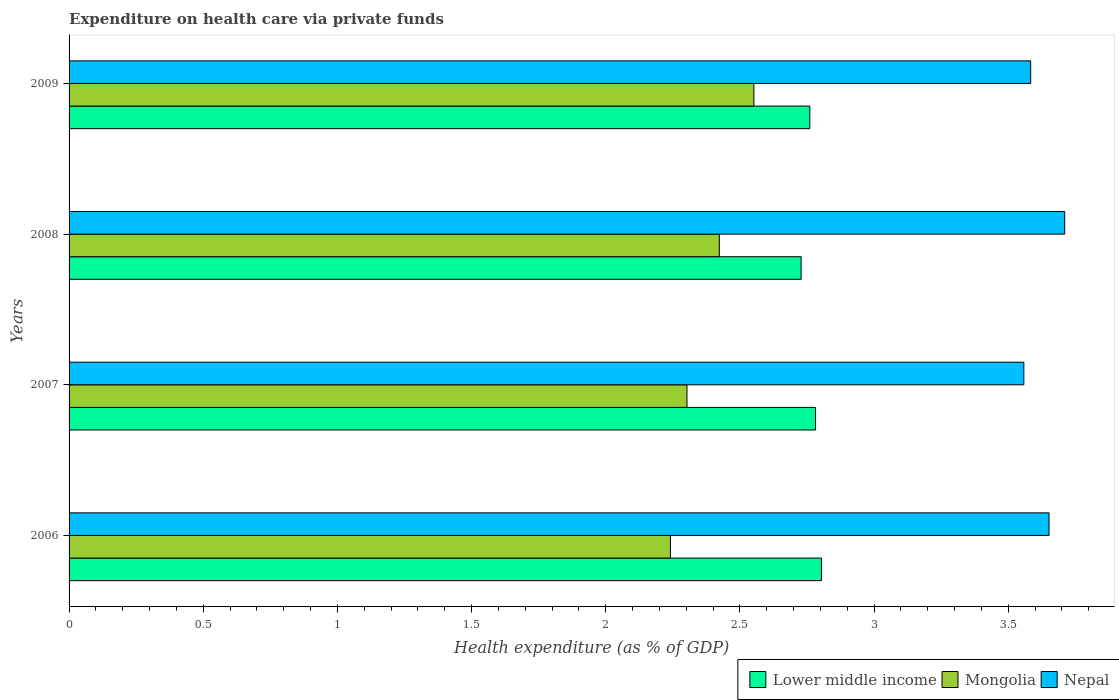 Expenditure on health care via private funds
2009
2008
2007
2006
Years
0
0.5
1
1.5
2
2.5
3
3.5
Health expenditure (as % of GDP)
Lower middle income
Mongolia
Nepal